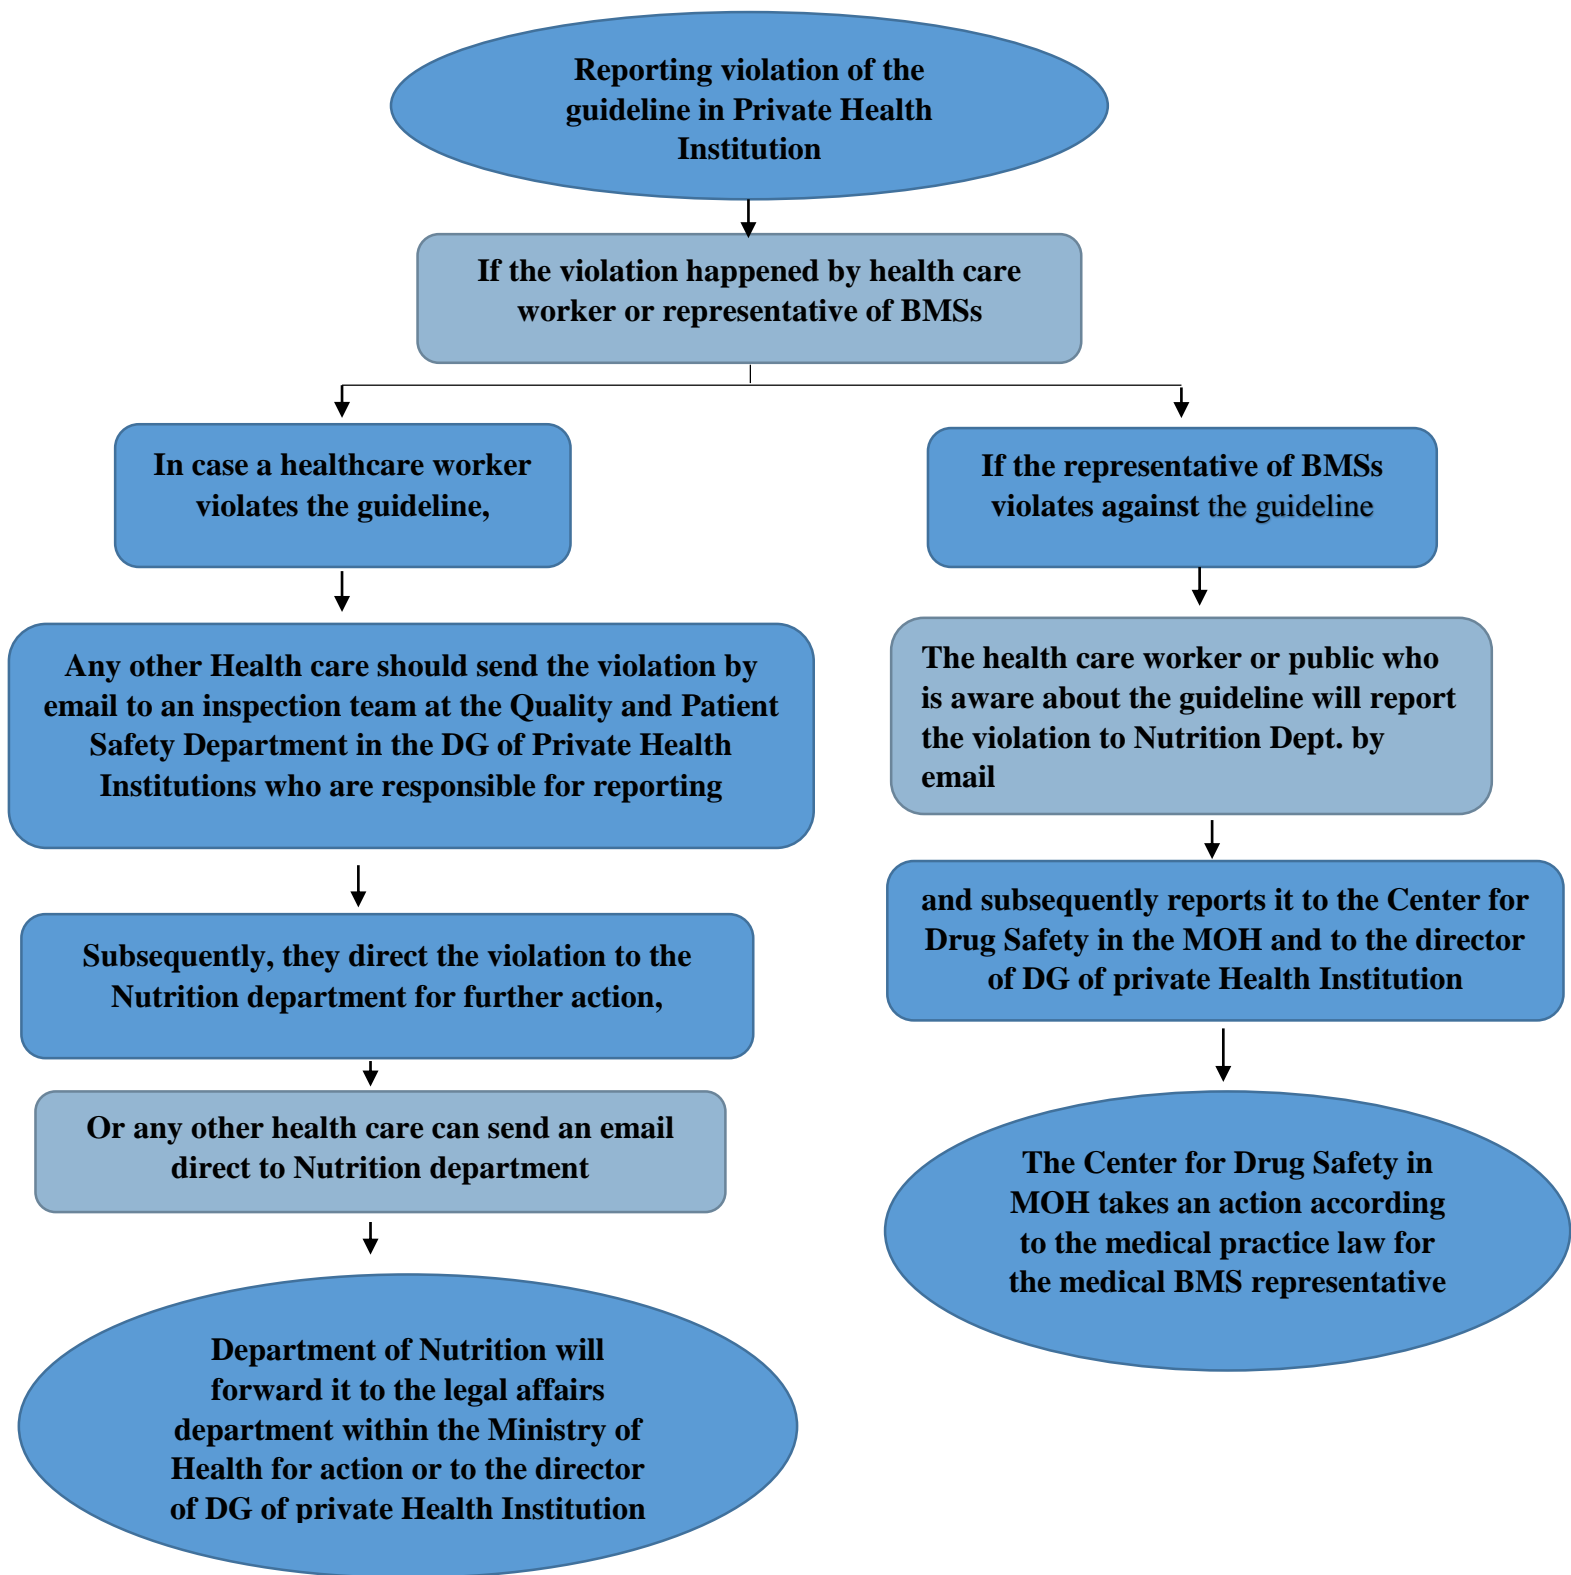 Reporting violation of the
guideline in Private Health
Institution
If the violation happened by health care
worker or representative of BMSs
In case a healthcare worker
violates the guideline,
Any other Health care should send the violation by
email to an inspection team at the Quality and Patient
Safety Department in the DG of Private Health
Institutions who are responsible for reporting
Subsequently, they direct the violation to the
Nutrition department for further action,
Or any other health care can send an email
direct to Nutrition department
Department of Nutrition will
forward it to the legal affairs
department within the Ministry of
Health for action or to the director
of DG of private Health Institution
If the representative of BMSs
violates against the guideline
The health care worker or public who
is aware about the guideline will report
the violation to Nutrition Dept. by
email
and subsequently reports it to the Center for
Drug Safety in the MOH and to the director
of DG of private Health Institution
The Center for Drug Safety in
MOH takes an action according
to the medical practice law for
the medical BMS representative